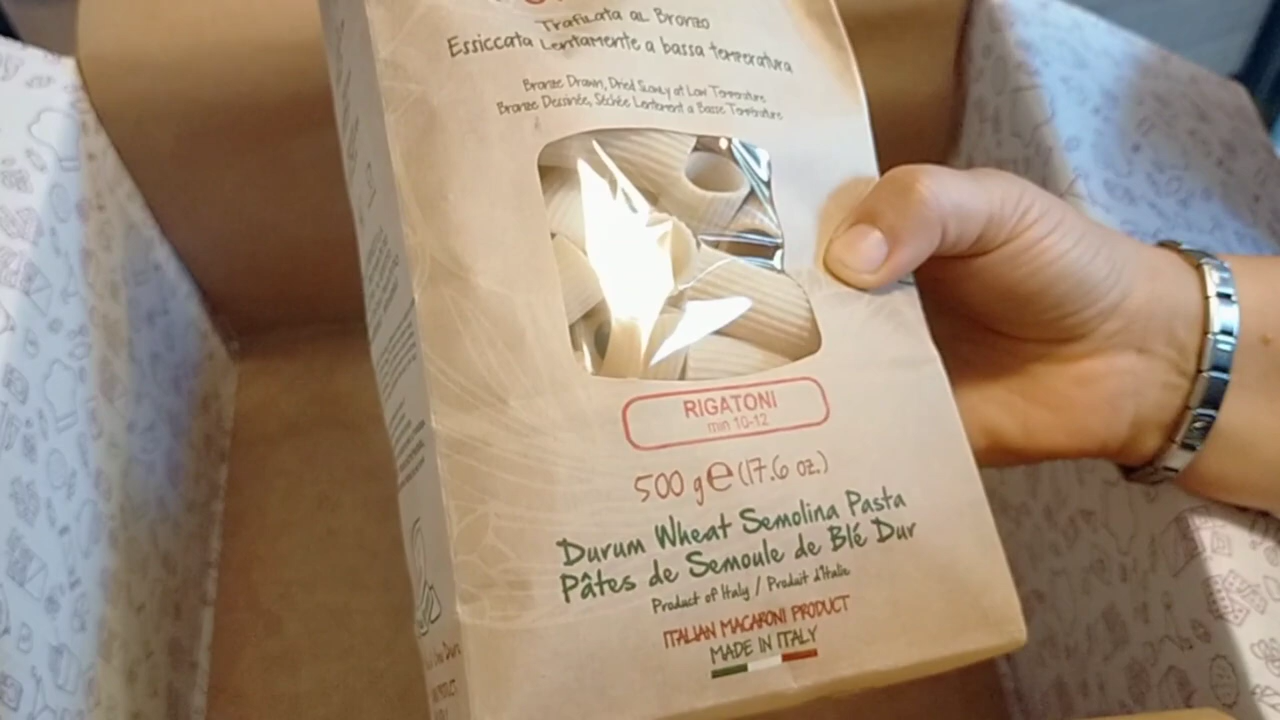 Trafilata al Bronzo
Essiccata Lentamente a bassa temperatura
Bronze Drawn, Dried Slowly at Low Temperature
Bronze Dessinée, Séchée Lentement a Basse Température
RIGATONI
min 10-12
500 g e (17.6 oz.)
Durum Wheat Semolina Pasta
Pâtes de Semoule de Blé Dur
Product of Italy / Produit d'Italie
ITALIAN MACARONI PRODUCT
MADE IN ITALY